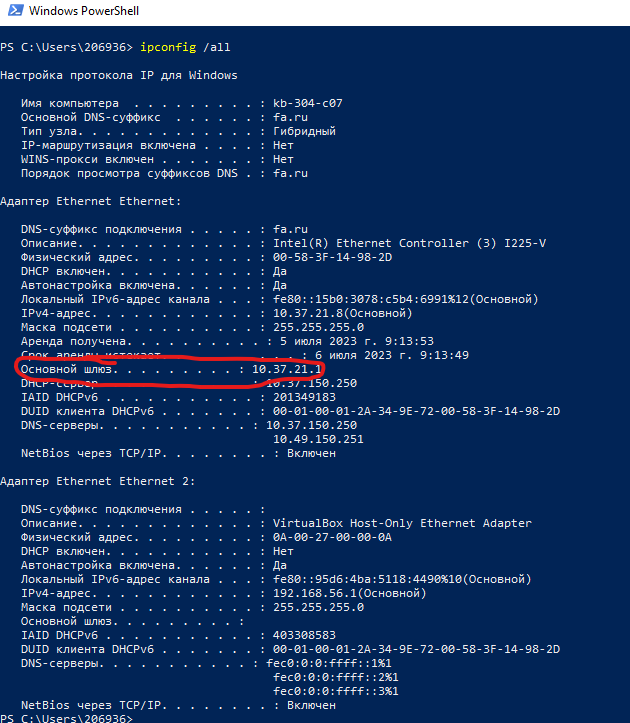 Windows PowerShell
PS C:\Users\206936> ipconfig /all
Настройка протокола IP для Windows
Имя компьютера . . . . . . . . . : kb-304-c07
Основной DNS-суффикс . . . . . . : fa.ru
Тип узла. . . . . . . . . . . . . : Гибридный
IP-маршрутизация включена . . . . : Нет
WINS-прокси включен . . . . . . . : Нет
Порядок просмотра суффиксов DNS . : fa.ru
Адаптер Ethernet Ethernet:
DNS-суффикс подключения . . . . . : fa.ru
Описание. . . . . . . . . . . . . : Intel(R) Ethernet Controller (3) I225-V
Физический адрес. . . . . . . . . : 00-58-3F-14-98-2D
DHCP включен. . . . . . . . . . . : Да
Автонастройка включена. . . . . . : Да
Локальный IPv6-адрес канала . . . : fe80::15b0:3078:c5b4:6991%12(Основной)
IPv4-адрес. . . . . . . . . . . . : 10.37.21.8(Основной)
Маска подсети . . . . . . . . . . : 255.255.255.0
Аренда получена. . . . . . . . . . : 5 июля 2023 г. 9:13:53
Срок аренды истекает . . . . : 6 июля 2023 г. 9:13:49
Основной шлюз. . . . . . . . . : 10.37.21.1
DHCP-сервер. . . . . . . . . . . : 10.37.150.250
IAID DHCPv6 . . . . . . . . . . . : 201349183
DUID клиента DHCPv6 . . . . . . . : 00-01-00-01-2A-34-9E-72-00-58-3F-14-98-2D
DNS-серверы. . . . . . . . . . . : 10.37.150.250
10.49.150.251
NetBios через TCP/IP. . . . . . . . : Включен
Адаптер Ethernet Ethernet 2:
DNS-суффикс подключения . . . . . :
Описание. . . . . . . . . . . . . : VirtualBox Host-Only Ethernet Adapter
Физический адрес. . . . . . . . . : 0A-00-27-00-00-0A
DHCP включен. . . . . . . . . . . : Нет
Автонастройка включена. . . . . . : Да
Локальный IPv6-адрес канала . . . : fe80::95d6:4ba:5118:4490%10(Основной)
IPv4-адрес. . . . . . . . . . . . : 192.168.56.1(Основной)
Маска подсети . . . . . . . . . . : 255.255.255.0
Основной шлюз. . . . . . . . . :
IAID DHCPv6 . . . . . . . . . . . : 403308583
DUID клиента DHCPv6 . . . . . . . : 00-01-00-01-2A-34-9E-72-00-58-3F-14-98-2D
DNS-серверы. . . . . . . . . . . : fec0:0:0:ffff::1%1
fec0:0:0:ffff::2%1
fec0:0:0:ffff::3%1
NetBios через TCP/IP. . . . . . . . : Включен
PS C:\Users\206936>